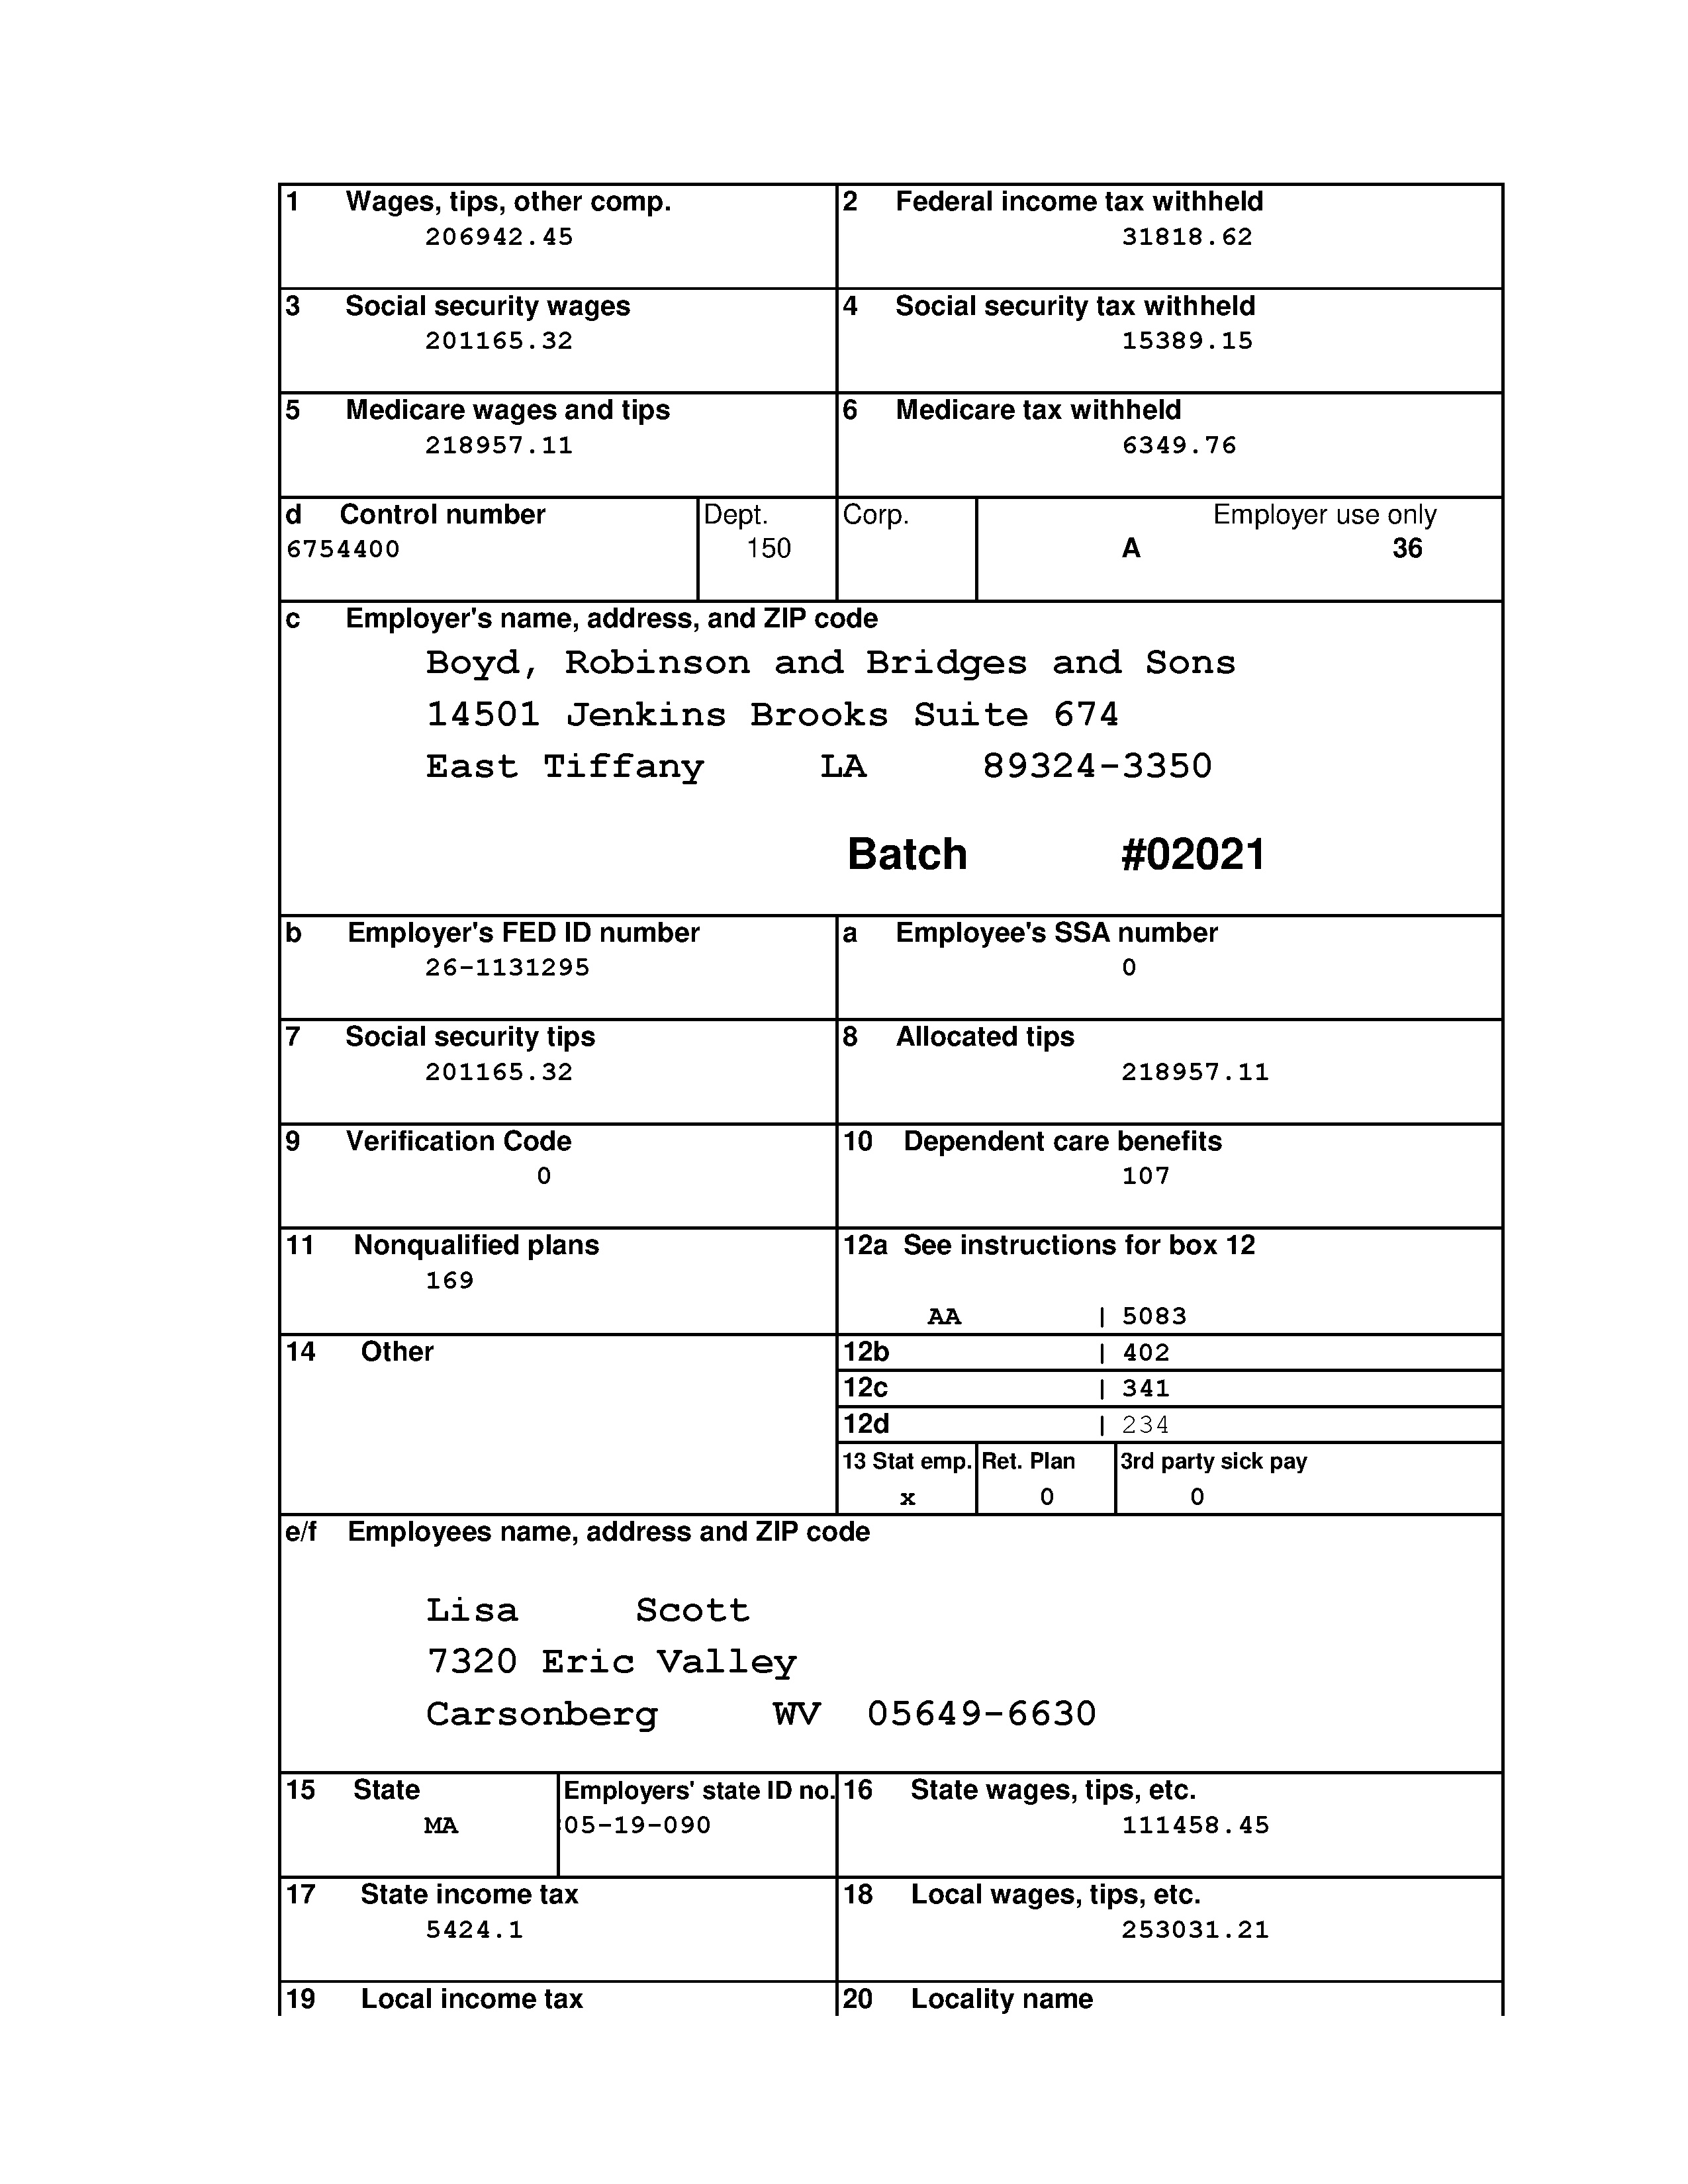 1 Wages, tips, other comp. 2 Federal income tax withheld
206942.45 31818.62
3 Social security wages 4 Social security tax withheld
201165.32 15389.15
5 Medicare wages and tips 6 Medicare tax withheld
218957.11 6349.76
d Control number Dept. Corp. Employer use only
6754400 150 A 36
c Employer's name, address, and ZIP code
Boyd, Robinson and Bridges and Sons
14501 Jenkins Brooks Suite 674
East Tiffany LA 89324-3350
Batch #02021
b Employer's FED ID number a Employee's SSA number
26-1131295 0
7 Social security tips 8 Allocated tips
201165.32 218957.11
9 Verification Code 10 Dependent care benefits
0 107
11 Nonqualified plans 12a See instructions for box 12
169
AA | 5083
14 Other 12b | 402
12c | 341
12d | 234
13 Stat emp. Ret. Plan 3rd party sick pay
x 0 0
e/f Employees name, address and ZIP code
Lisa Scott
7320 Eric Valley
Carsonberg WV 05649-6630
15 State Employers' state ID no. 16 State wages, tips, etc.
MA 05-19-090 111458.45
17 State income tax 18 Local wages, tips, etc.
5424.1 253031.21
19 Local income tax 20 Locality name